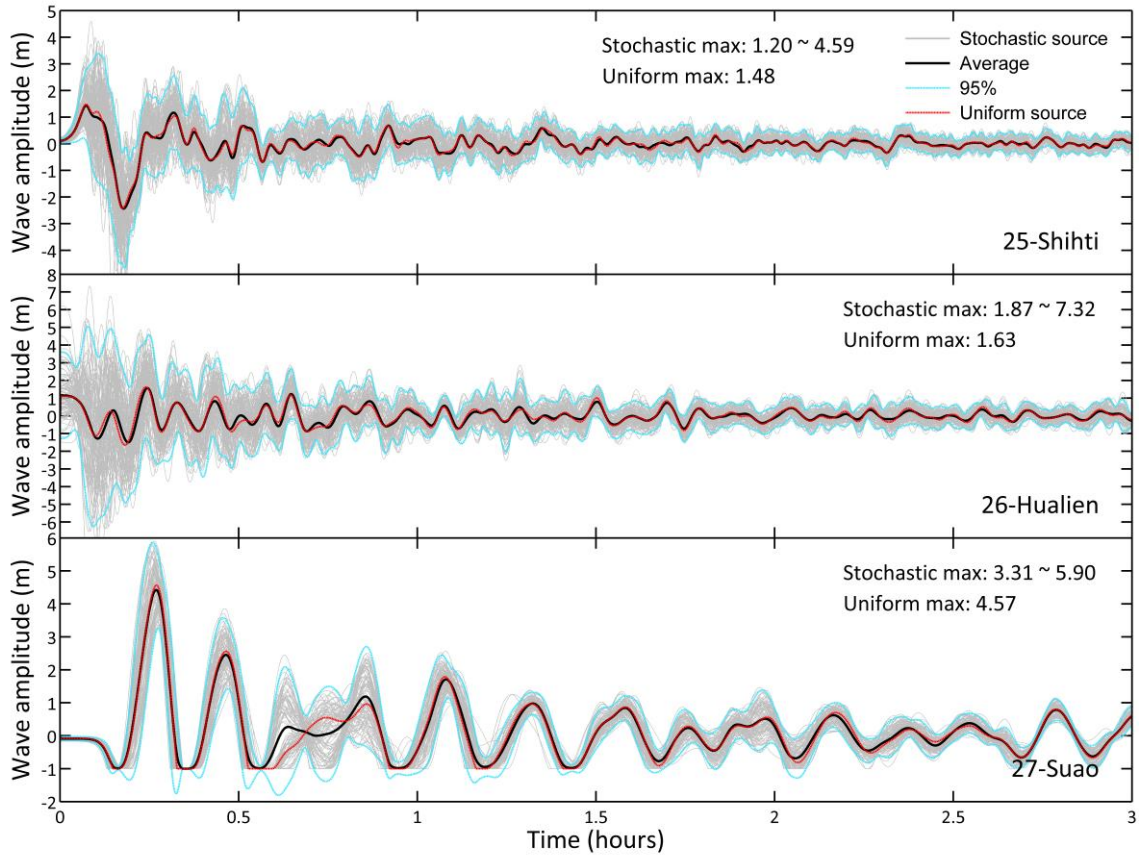 5
4
3
2
1
0
-1
-2
-3
-4
Wave amplitude (m)
Stochastic max: 1.20 ~ 4.59
Uniform max: 1.48
Stochastic source
Average
95%
Uniform source
25-Shihti
8
7
6
5
4
3
2
1
0
-1
-2
-3
-4
-5
-6
Wave amplitude (m)
Stochastic max: 1.87 ~ 7.32
Uniform max: 1.63
26-Hualien
6
5
4
3
2
1
0
-1
-2
Wave amplitude (m)
Stochastic max: 3.31 ~ 5.90
Uniform max: 4.57
27-Suao
0 0.5 1 1.5 2 2.5 3
Time (hours)